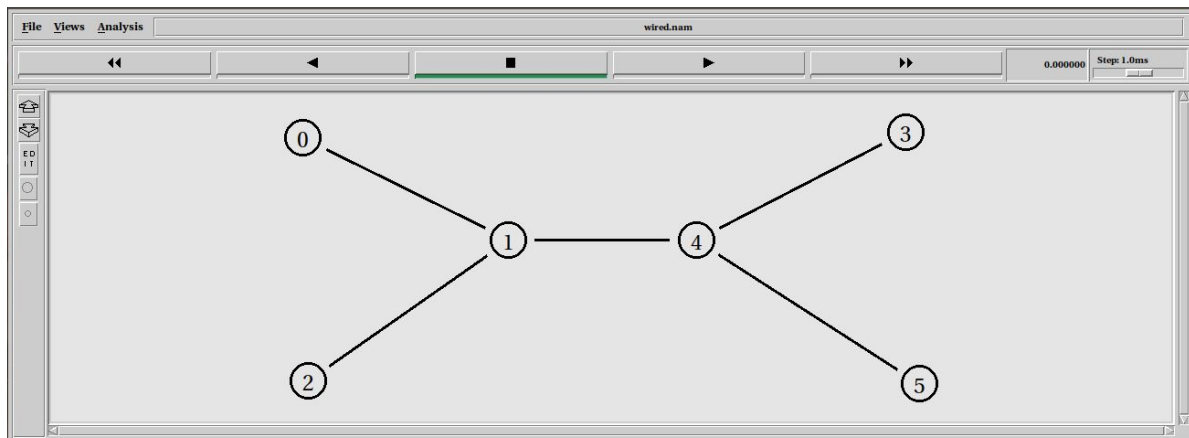 File Views Analysis wired.nam
0.000000 Step: 1.0ms
ED
IT
0
3
1
4
2
5